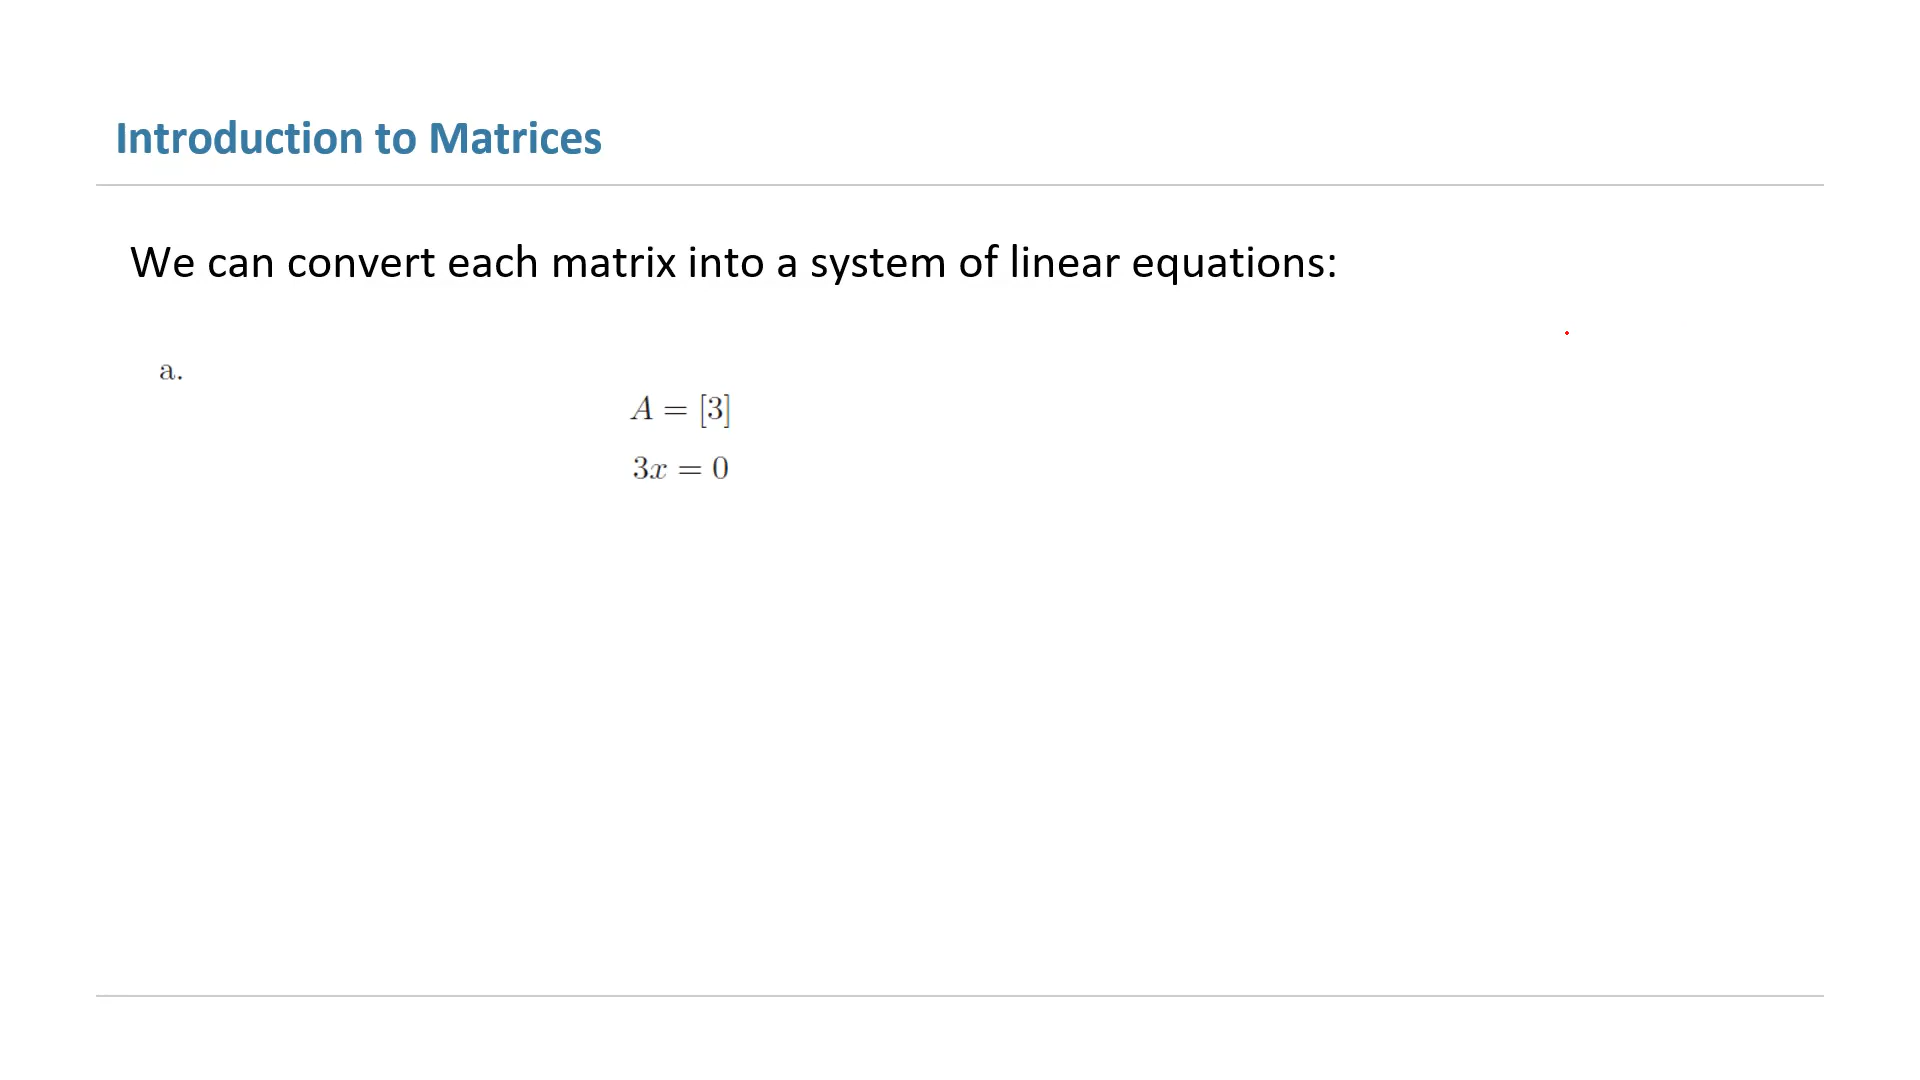 Introduction to Matrices
We can convert each matrix into a system of linear equations:
a.
A = [3]
3x = 0